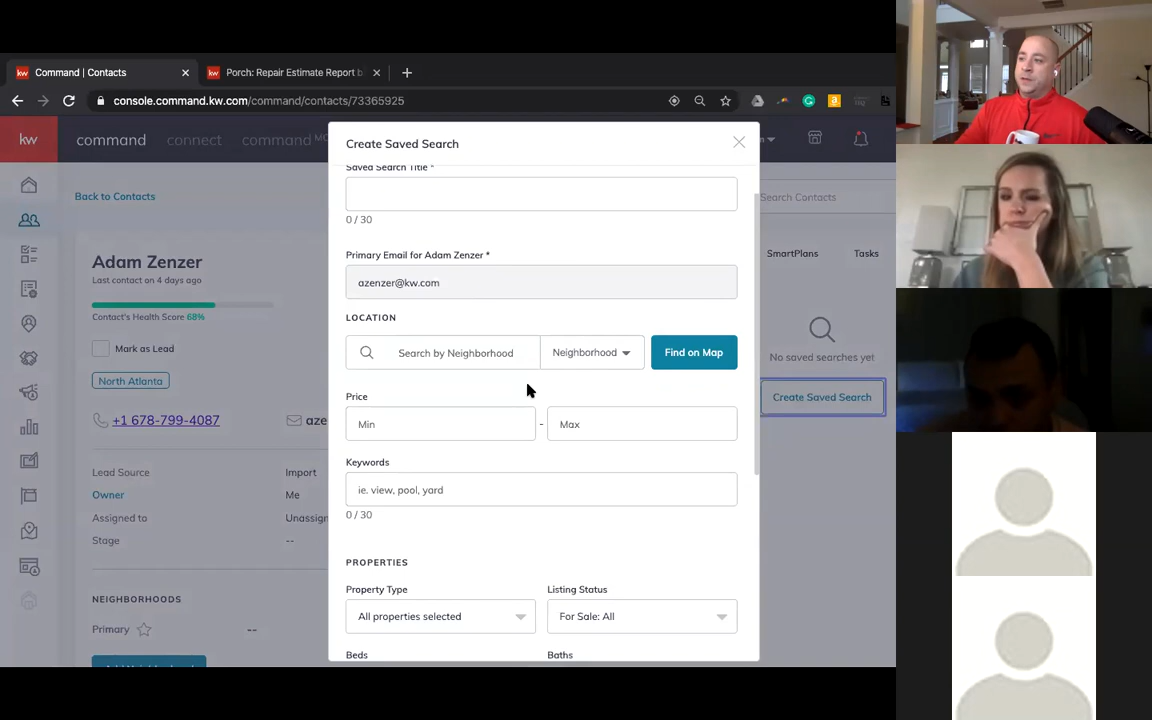 kw Command | Contacts
kw Porch: Repair Estimate Report b
console.command.kw.com/command/contacts/73365925
kw command connect command
Back to Contacts
Search Contacts
Adam Zenzer
Last contact on 4 days ago
Contact's Health Score 68%
Mark as Lead
North Atlanta
+1 678-799-4087 aze
Lead Source Import
Owner Me
Assigned to Unassig
Stage --
NEIGHBORHOODS
Primary --
Create Saved Search
Saved Search Title *
0 / 30
Primary Email for Adam Zenzer *
azenzer@kw.com
LOCATION
Search by Neighborhood Neighborhood Find on Map
Price
Min - Max
Keywords
ie. view, pool, yard
0 / 30
PROPERTIES
Property Type Listing Status
All properties selected For Sale: All
Beds Baths
SmartPlans Tasks
No saved searches yet
Create Saved Search